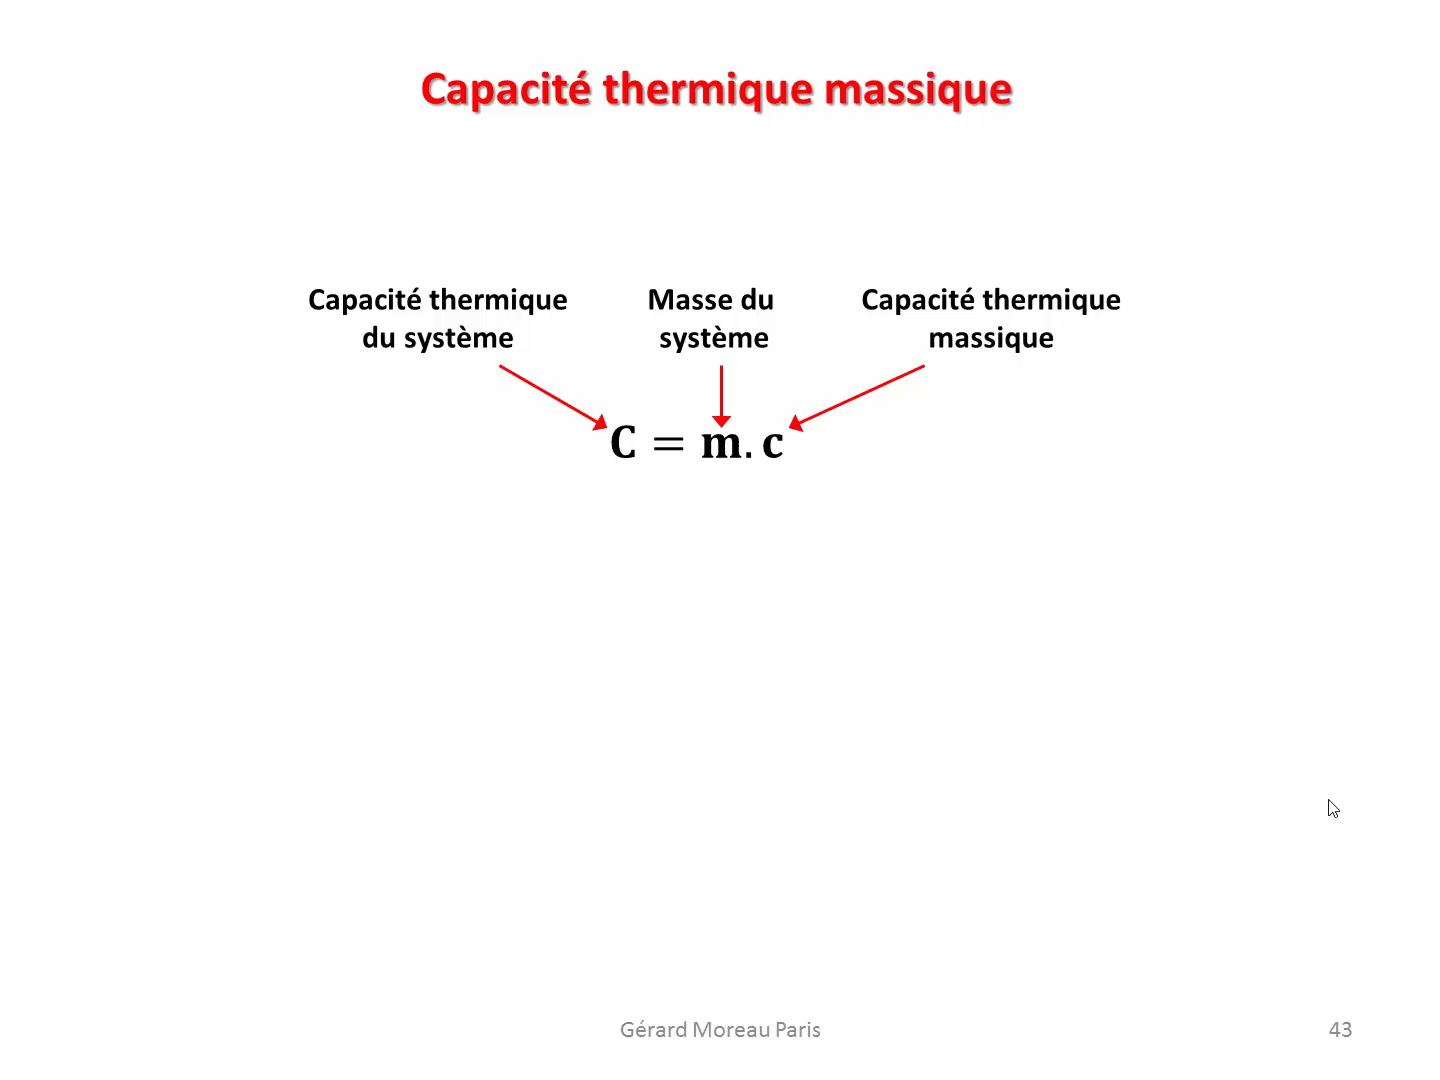 Capacité thermique massique
Capacité thermique
du système
Masse du
système
Capacité thermique
massique
C = m. c
Gérard Moreau Paris
43